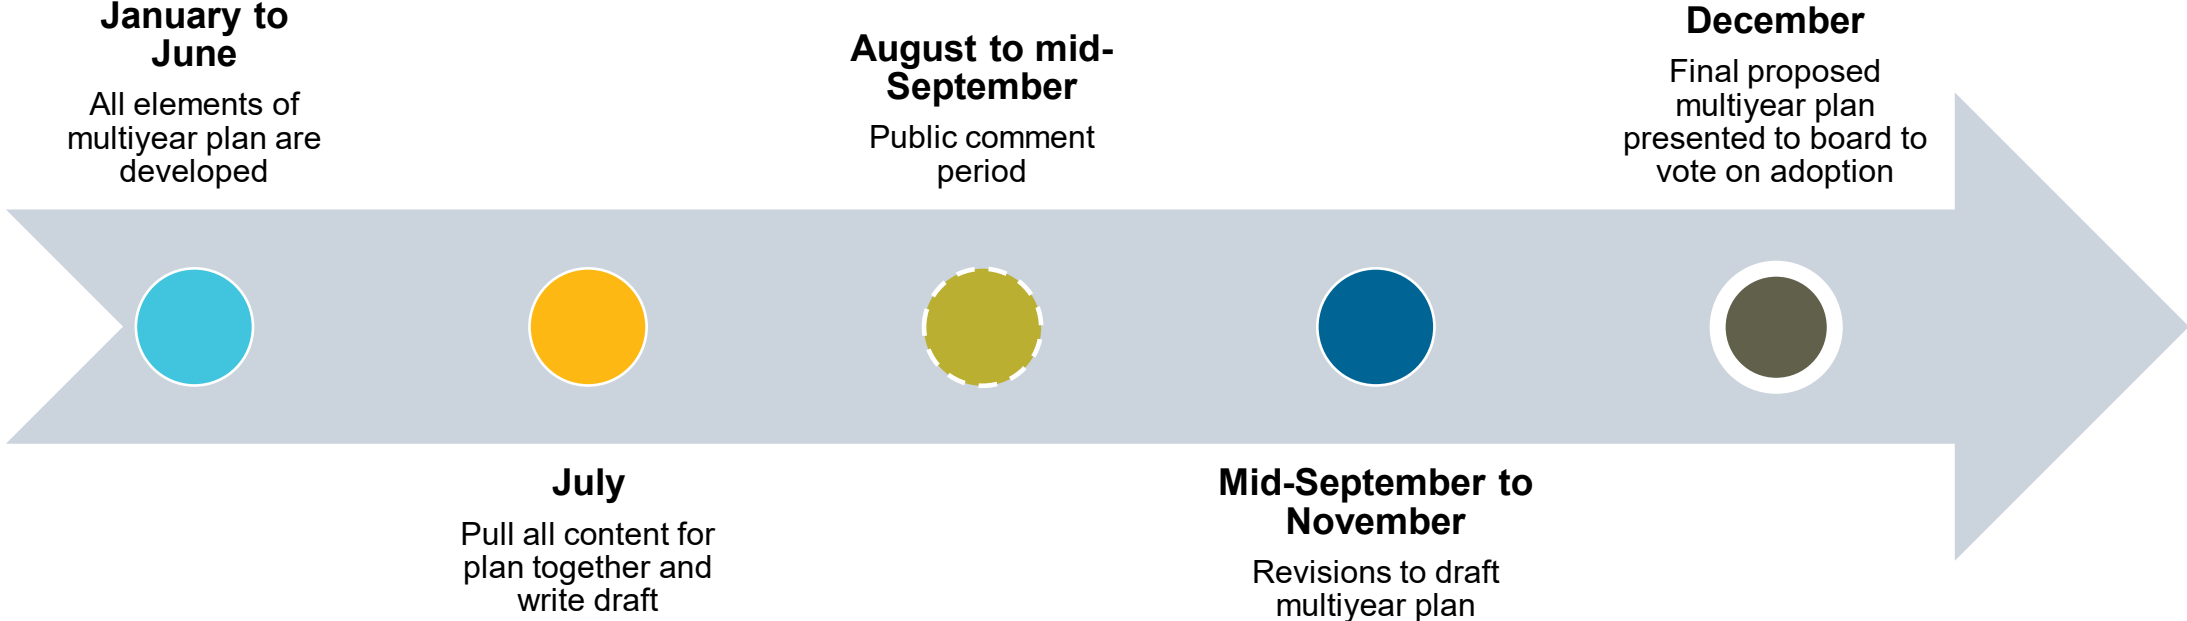 January to
June
All elements of
multiyear plan are
developed
July
Pull all content for
plan together and
write draft
August to mid-
September
Public comment
period
Mid-September to
November
Revisions to draft
multiyear plan
December
Final proposed
multiyear plan
presented to board to
vote on adoption